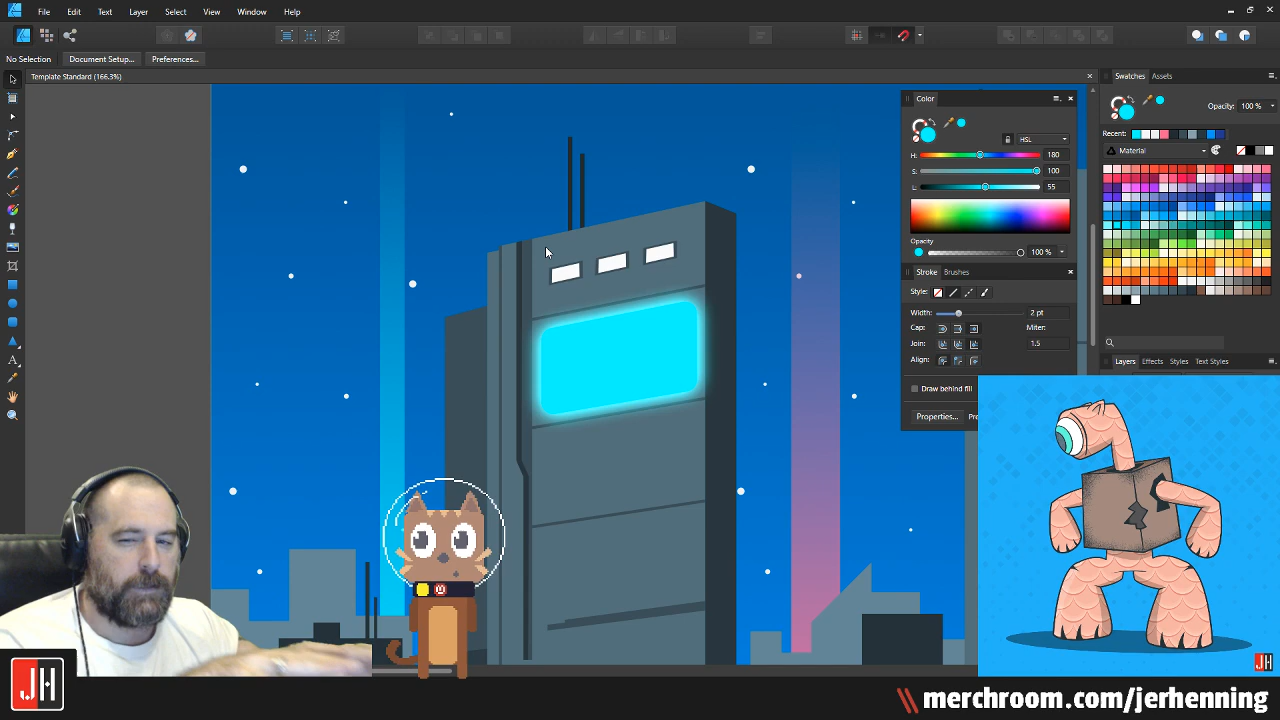 File Edit Text Layer Select View Window Help
No Selection Document Setup... Preferences...
Template Standard (166.3%)
Color
HSL
H: 180
S: 100
L: 55
Opacity
100 %
Stroke Brushes
Style:
Width: 2 pt
Cap: Miter:
Join: 1.5
Align:
Draw behind fill
Properties...
Swatches Assets
Opacity: 100 %
Recent:
Material
Layers Effects Styles Text Styles
JH
JH
\\ merchroom.com/jerhenning